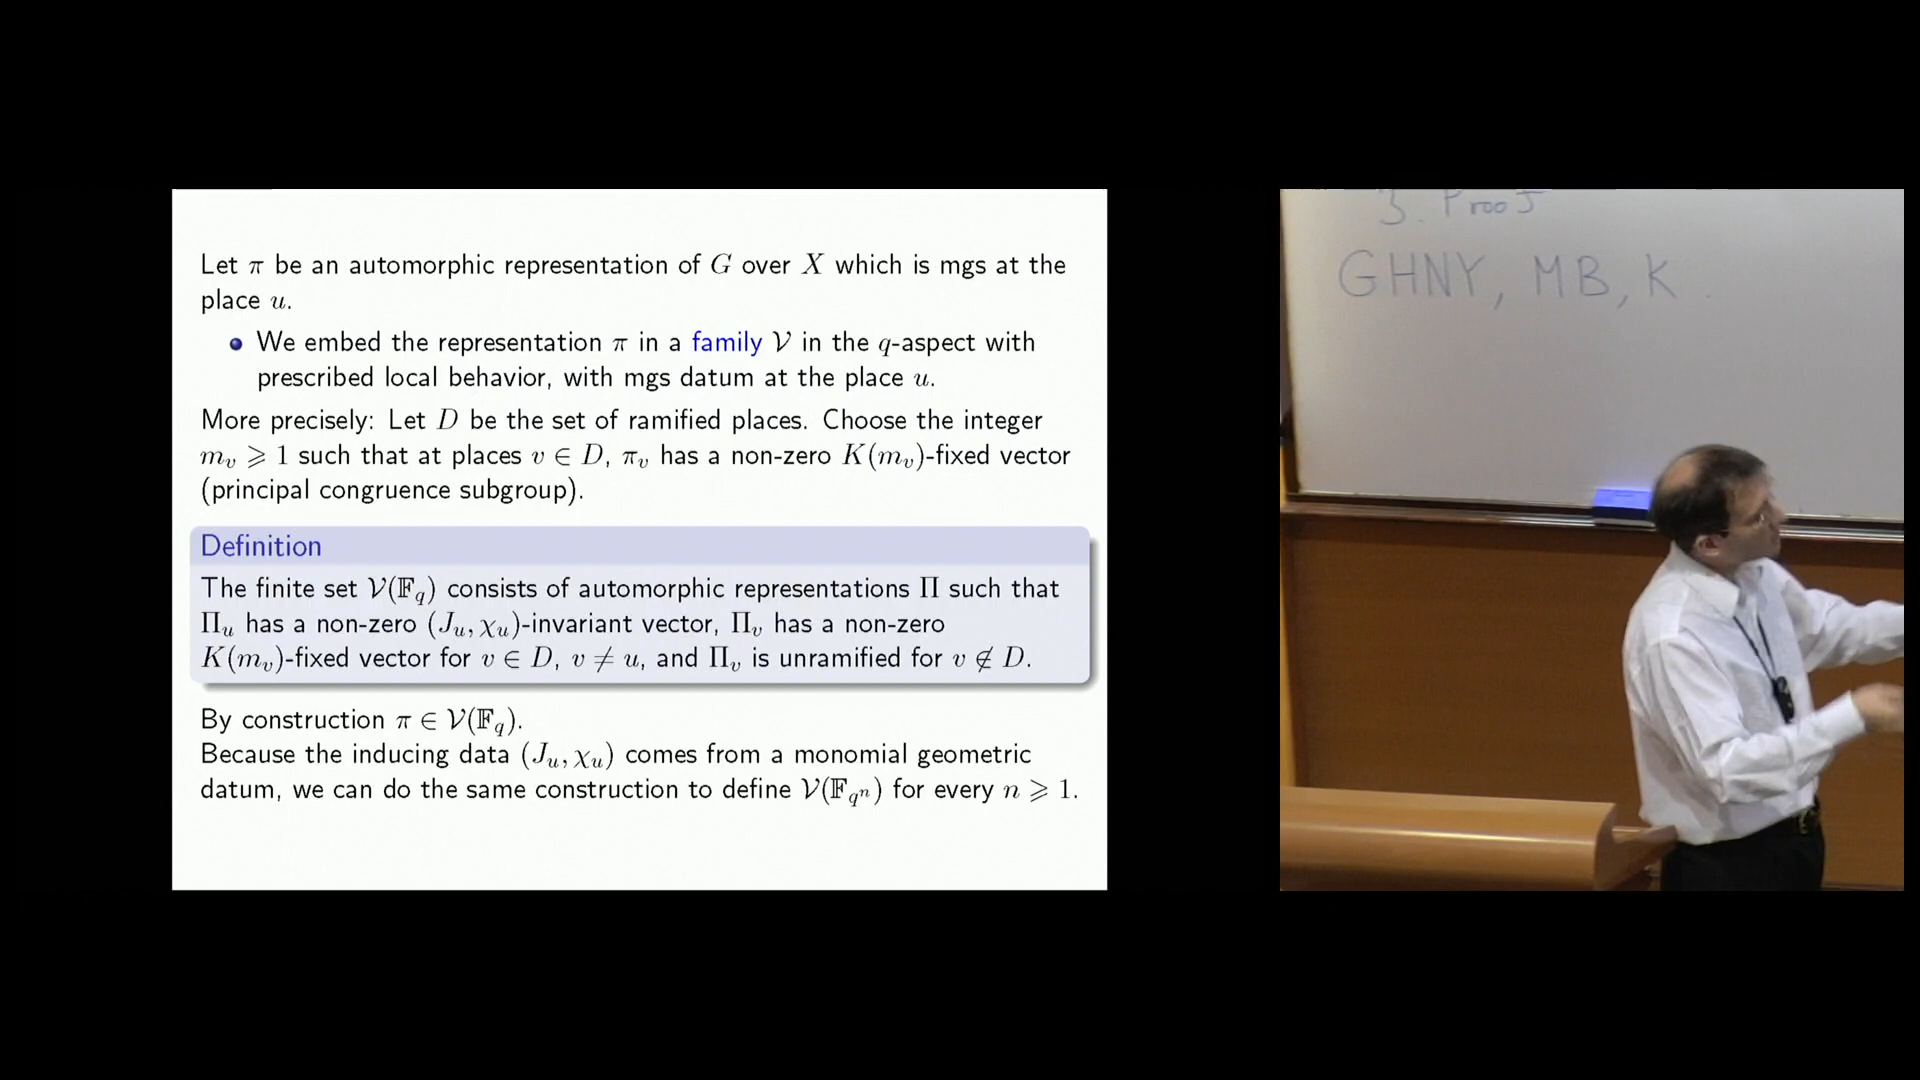 Let π be an automorphic representation of G over X which is mgs at the
place u.
We embed the representation π in a family 𝒱 in the q-aspect with
prescribed local behavior, with mgs datum at the place u.
More precisely: Let D be the set of ramified places. Choose the integer
m_v ⩾ 1 such that at places v ∈ D, π_v has a non-zero K(m_v)-fixed vector
(principal congruence subgroup).
Definition
The finite set 𝒱(𝔽_q) consists of automorphic representations Π such that
Π_u has a non-zero (J_u, χ_u)-invariant vector, Π_v has a non-zero
K(m_v)-fixed vector for v ∈ D, v ≠ u, and Π_v is unramified for v ∉ D.
By construction π ∈ 𝒱(𝔽_q).
Because the inducing data (J_u, χ_u) comes from a monomial geometric
datum, we can do the same construction to define 𝒱(𝔽_{q^n}) for every n ⩾ 1.
3. Proof
GHNY, MB, K.